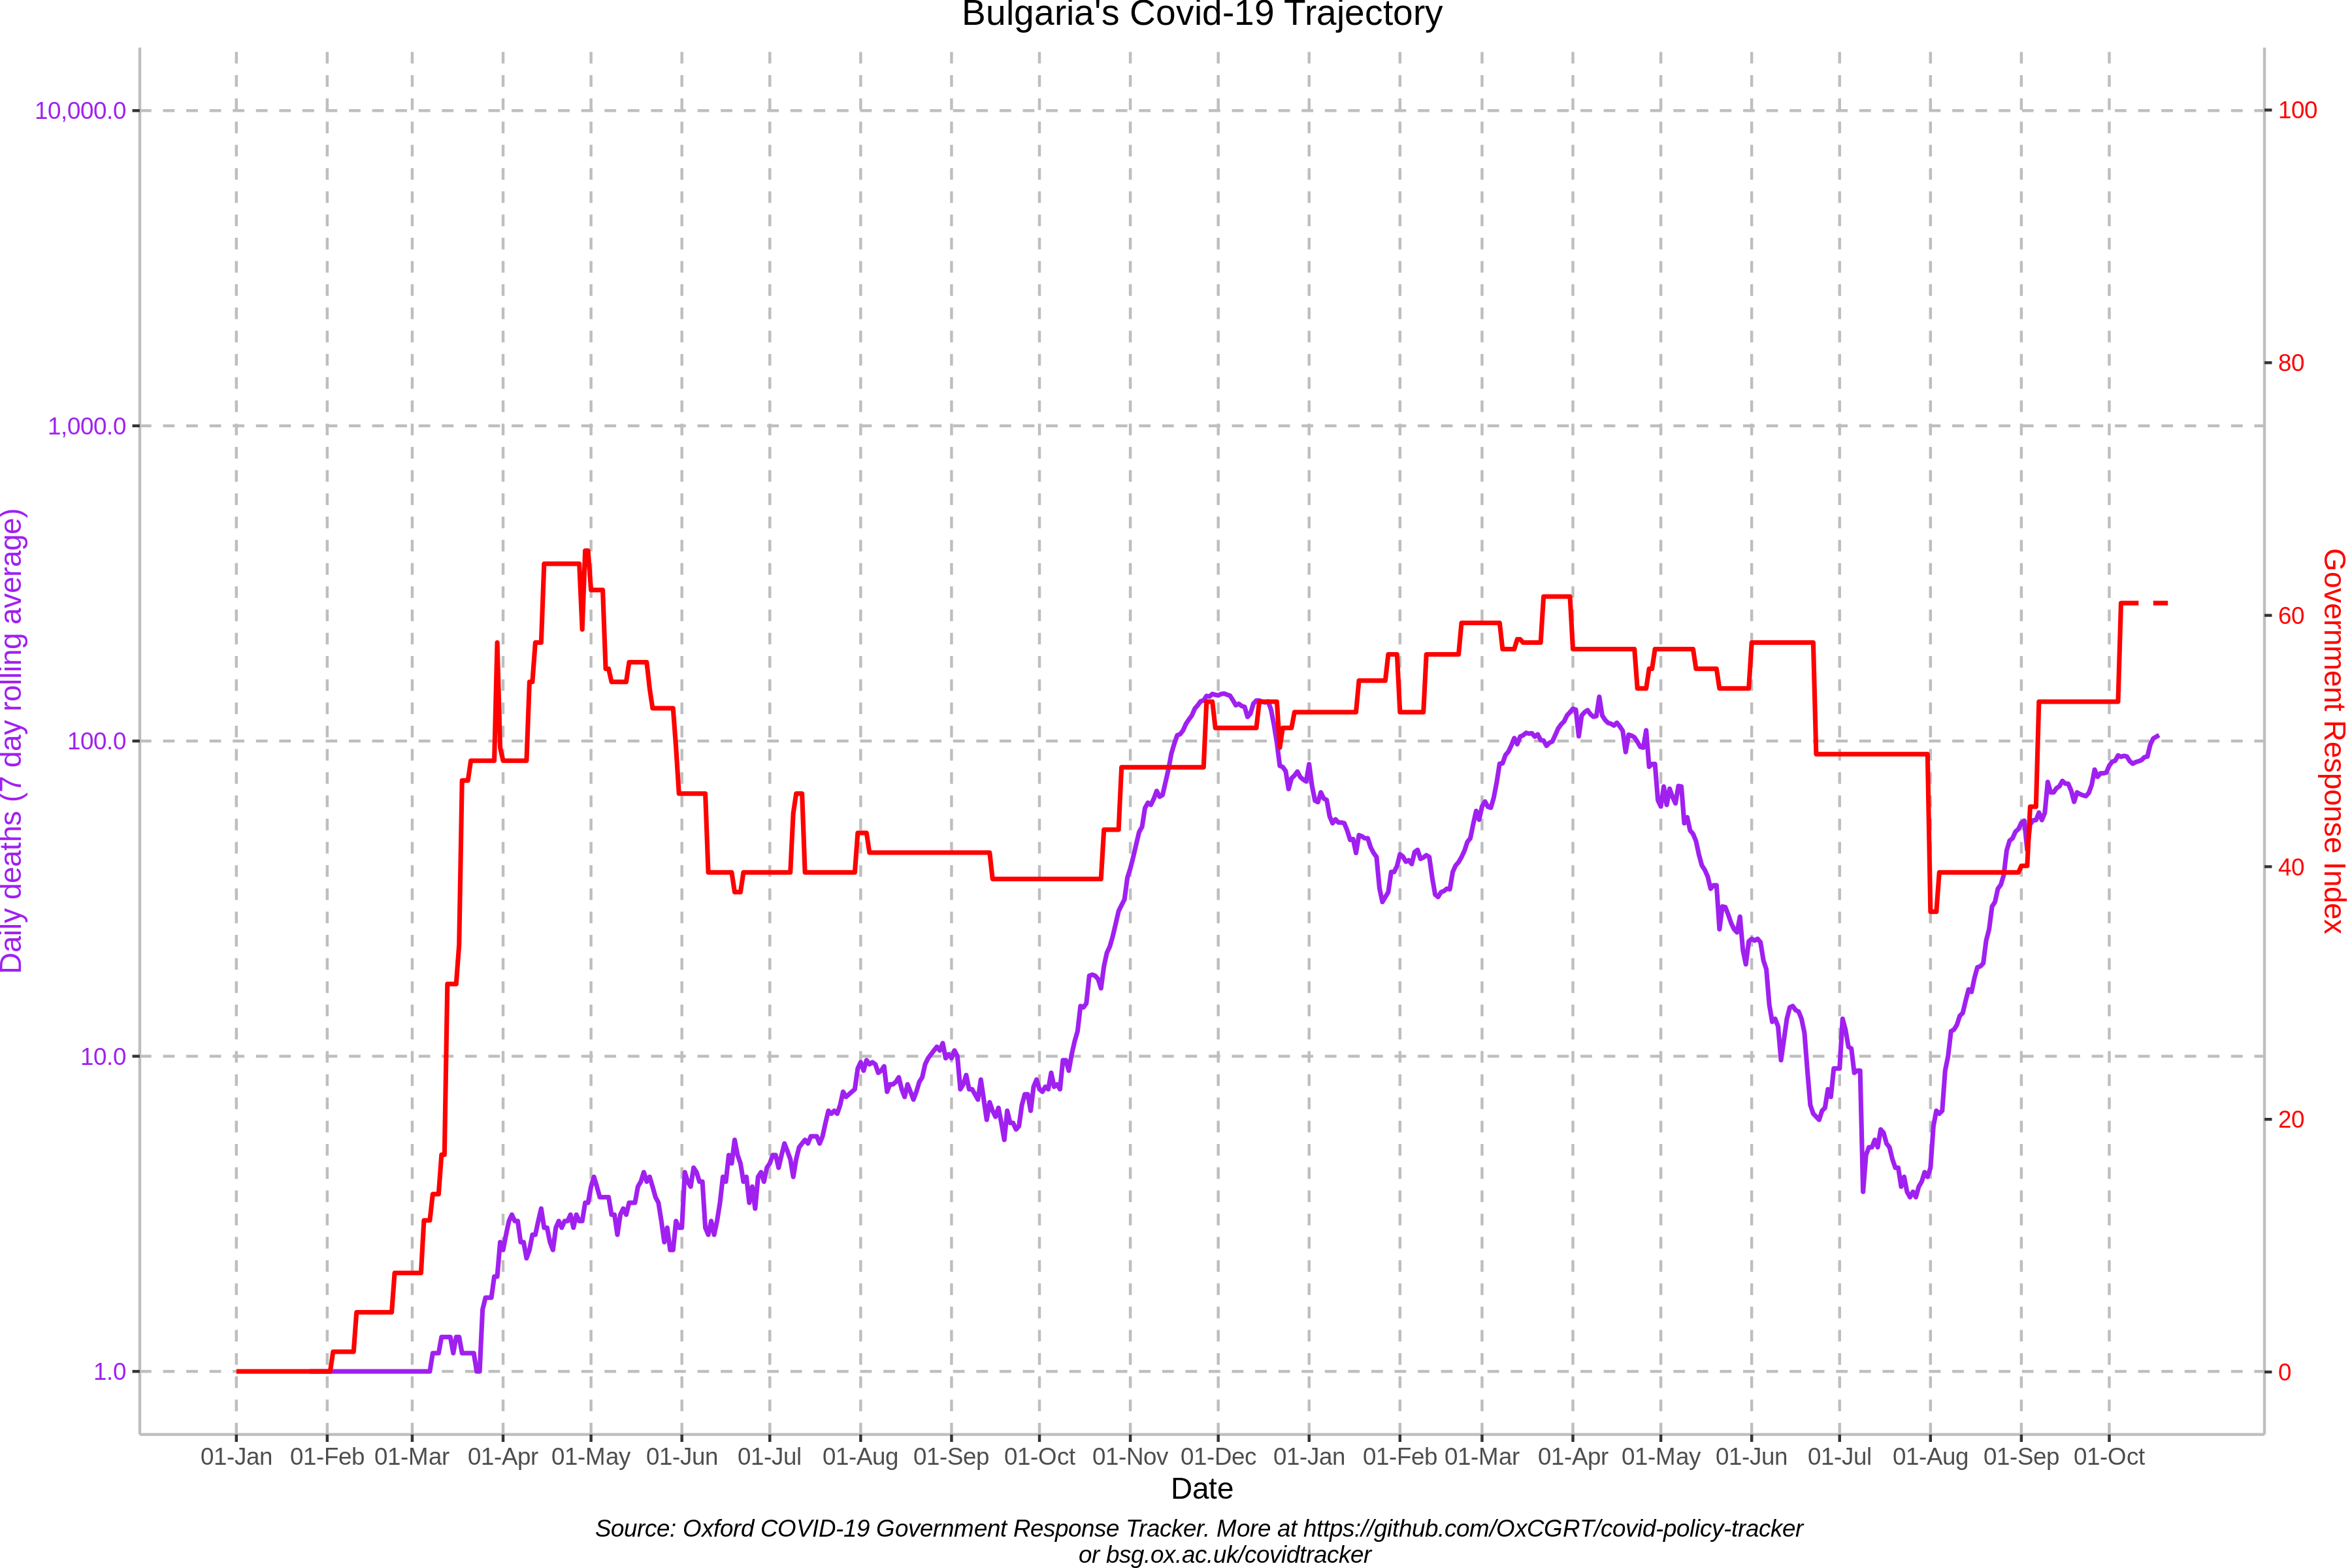 Bulgaria's Covid-19 Trajectory
10,000.0
1,000.0
100.0
10.0
1.0
Daily deaths (7 day rolling average)
100
80
60
40
20
0
Government Response Index
01-Jan 01-Feb 01-Mar 01-Apr 01-May 01-Jun 01-Jul 01-Aug 01-Sep 01-Oct 01-Nov 01-Dec 01-Jan 01-Feb 01-Mar 01-Apr 01-May 01-Jun 01-Jul 01-Aug 01-Sep 01-Oct
Date
Source: Oxford COVID-19 Government Response Tracker. More at https://github.com/OxCGRT/covid-policy-tracker
or bsg.ox.ac.uk/covidtracker